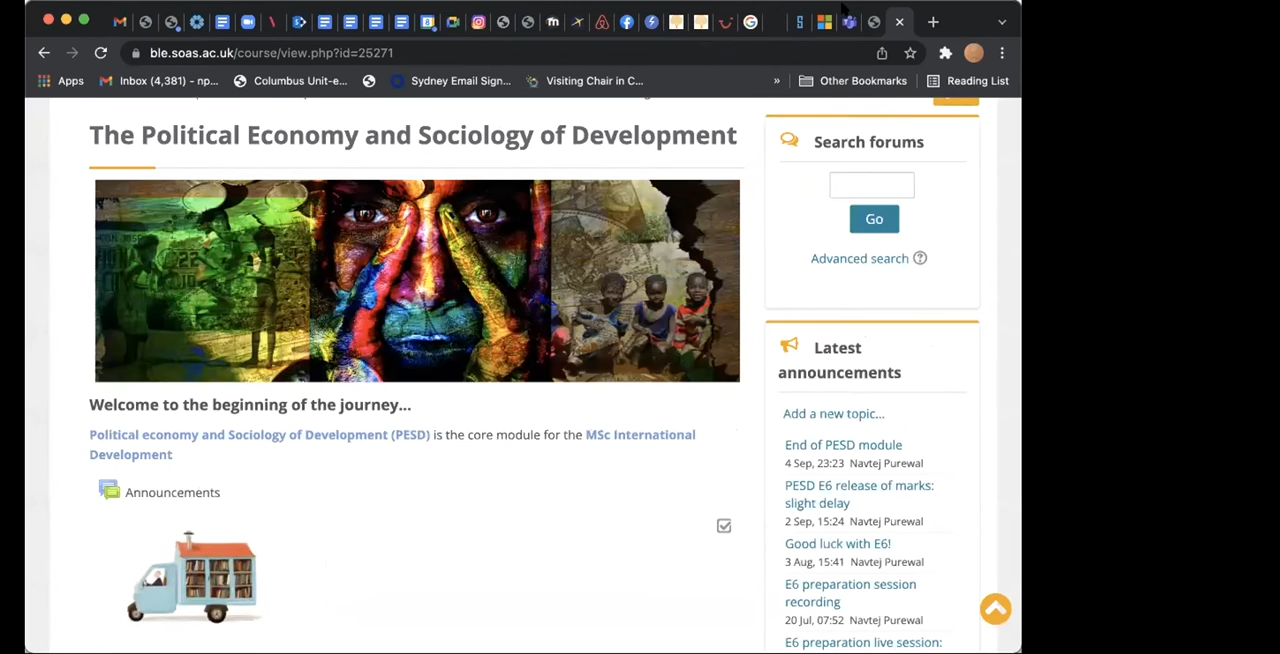 ble.soas.ac.uk/course/view.php?id=25271
Apps
Inbox (4,381) - np...
Columbus Unit-e...
Sydney Email Sign...
Visiting Chair in C...
»
Other Bookmarks
Reading List
The Political Economy and Sociology of Development
Welcome to the beginning of the journey...
Political economy and Sociology of Development (PESD) is the core module for the MSc International
Development
Announcements
Search forums
Go
Advanced search
Latest
announcements
Add a new topic...
End of PESD module
4 Sep, 23:23 Navtej Purewal
PESD E6 release of marks:
slight delay
2 Sep, 15:24 Navtej Purewal
Good luck with E6!
3 Aug, 15:41 Navtej Purewal
E6 preparation session
recording
20 Jul, 07:52 Navtej Purewal
E6 preparation live session: